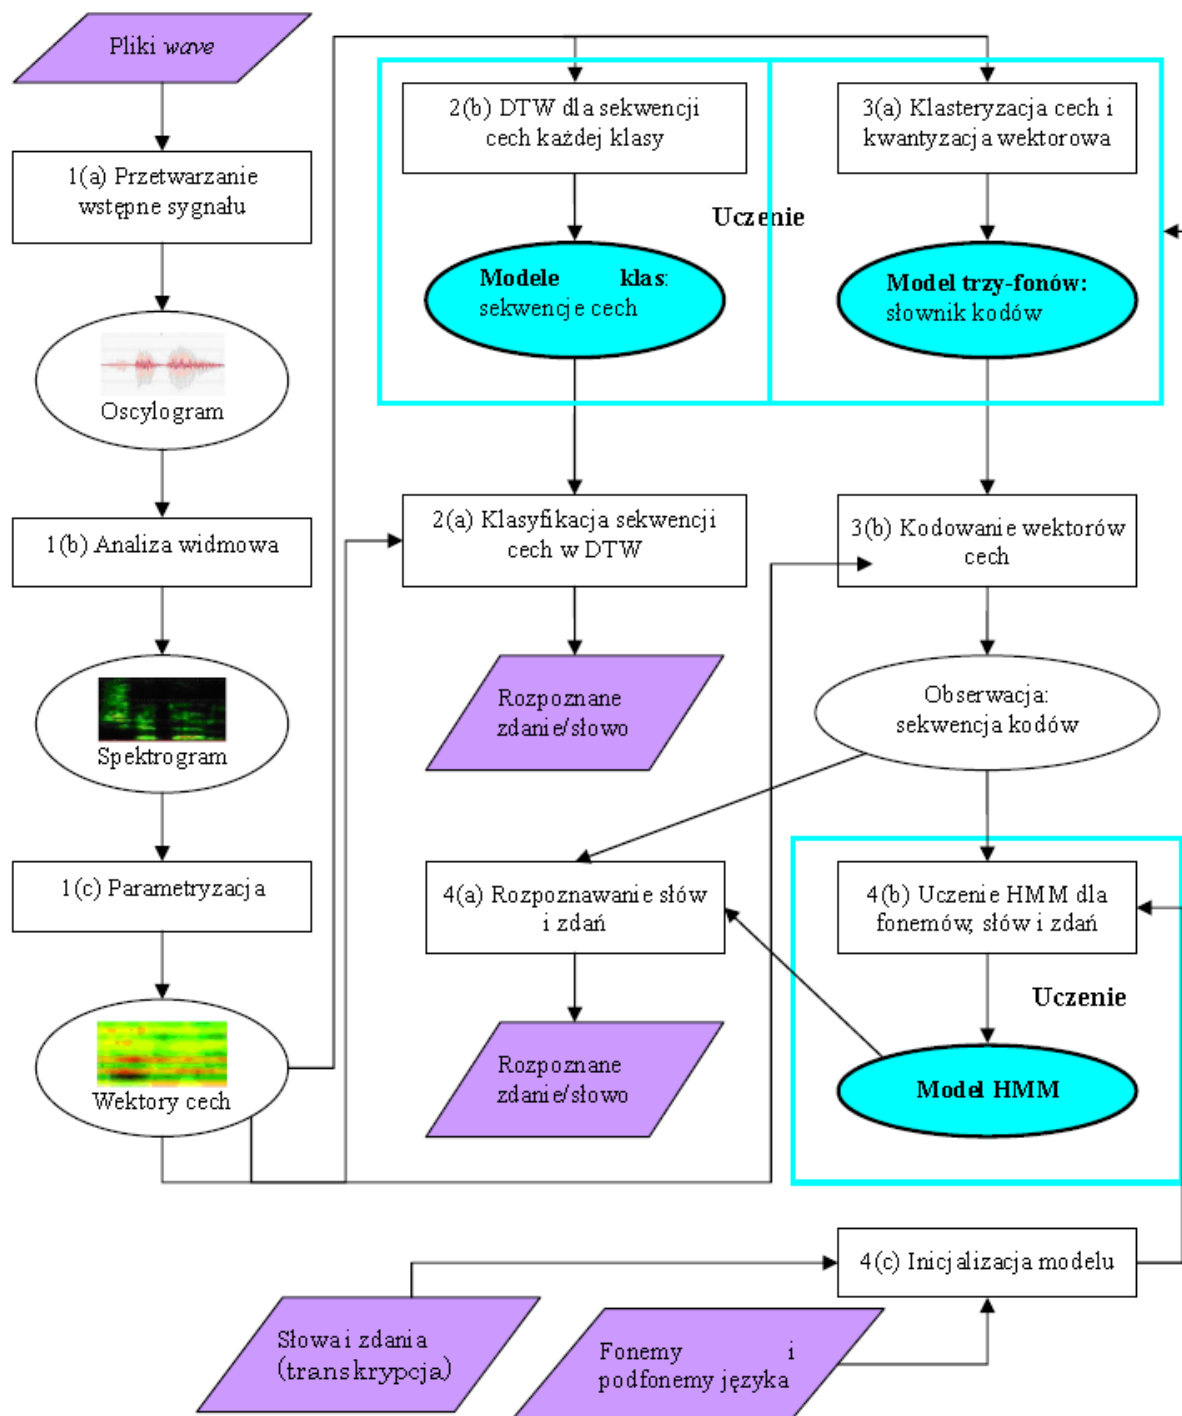 Pliki wave
1(a) Przetwarzanie
wstępne sygnału
Oscylogram
1(b) Analiza widmowa
Spektrogram
1(c) Parametryzacja
Wektory cech
2(b) DTW dla sekwencji
cech każdej klasy
Uczenie
Modele klas:
sekwencje cech
2(a) Klasyfikacja sekwencji
cech w DTW
Rozpoznane
zdanie/słowo
3(a) Klasteryzacja cech i
kwantyzacja wektorowa
Model trzy-fonów:
słownik kodów
3(b) Kodowanie wektorów
cech
Obserwacja:
sekwencja kodów
4(a) Rozpoznawanie słów
i zdań
Rozpoznane
zdanie/słowo
4(b) Uczenie HMM dla
fonemów, słów i zdań
Uczenie
Model HMM
4(c) Inicjalizacja modelu
Słowa i zdania
(transkrypcja)
Fonemy i
podfonemy języka